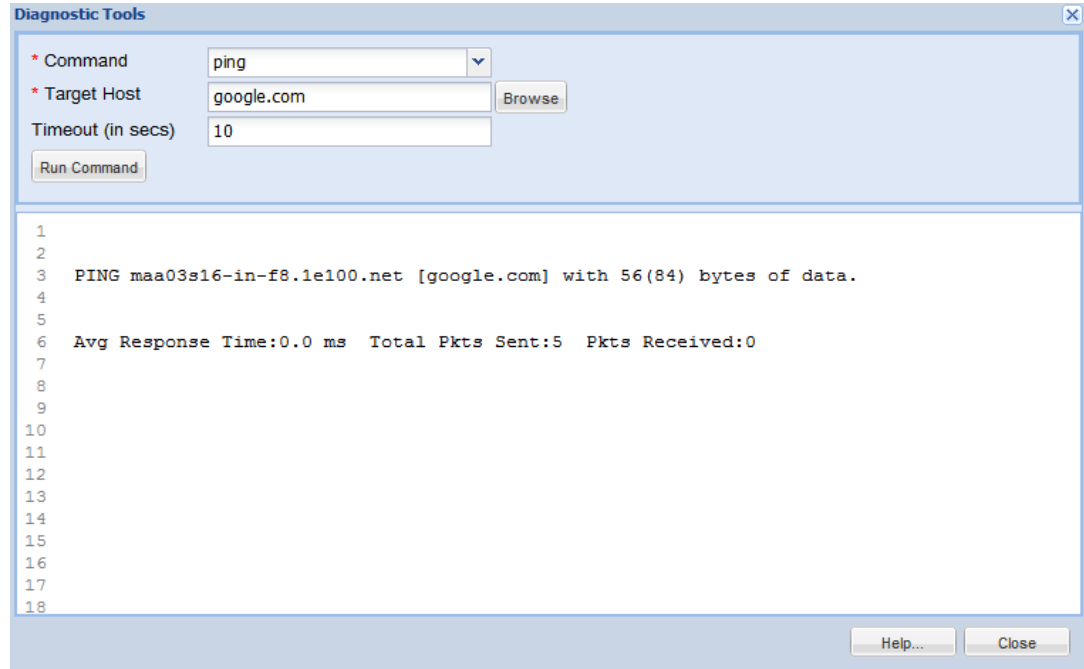 Diagnostic Tools
* Command ping
* Target Host google.com Browse
Timeout (in secs) 10
Run Command
1
2
3 PING maa03s16-in-f8.1e100.net [google.com] with 56(84) bytes of data.
4
5
6 Avg Response Time:0.0 ms Total Pkts Sent:5 Pkts Received:0
7
8
9
10
11
12
13
14
15
16
17
18
Help... Close